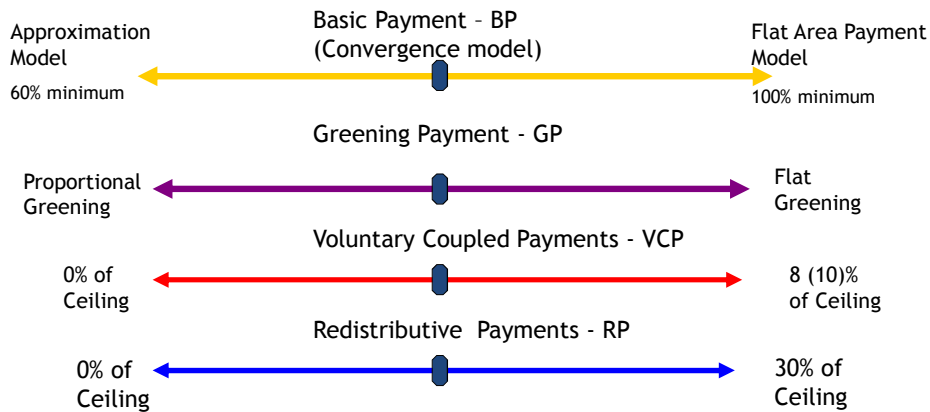 Basic Payment - BP
(Convergence model)
Approximation
Model
60% minimum
Flat Area Payment
Model
100% minimum
Greening Payment - GP
Proportional
Greening
Flat
Greening
Voluntary Coupled Payments - VCP
0% of
Ceiling
8 (10)%
of Ceiling
Redistributive Payments - RP
0% of
Ceiling
30% of
Ceiling